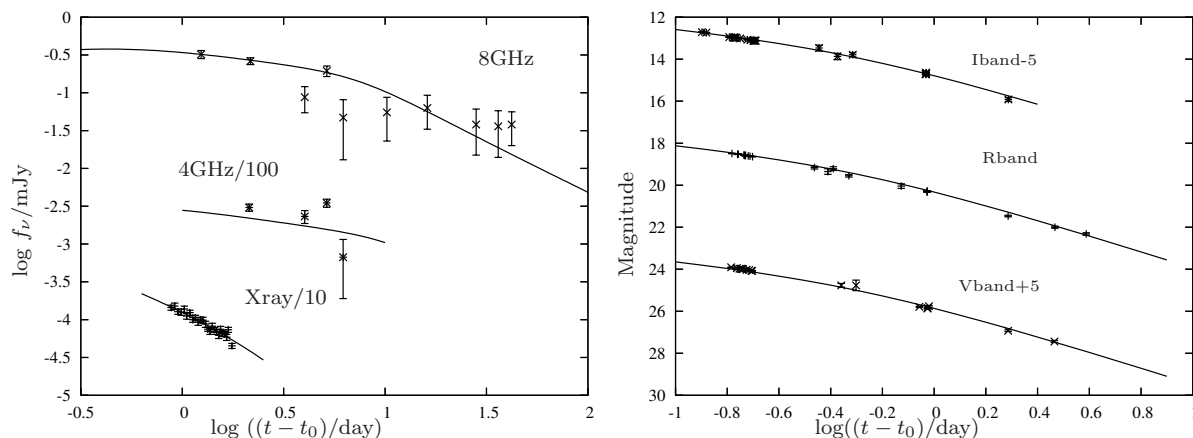 0
-0.5
-1
-1.5
-2
-2.5
-3
-3.5
-4
-4.5
-5
-0.5 0 0.5 1 1.5 2
log f_ν/mJy
log ((t − t₀)/day)
8GHz
4GHz/100
Xray/10
12
14
16
18
20
22
24
26
28
30
-1 -0.8 -0.6 -0.4 -0.2 0 0.2 0.4 0.6 0.8 1
Magnitude
log((t − t₀)/day)
Iband-5
Rband
Vband+5